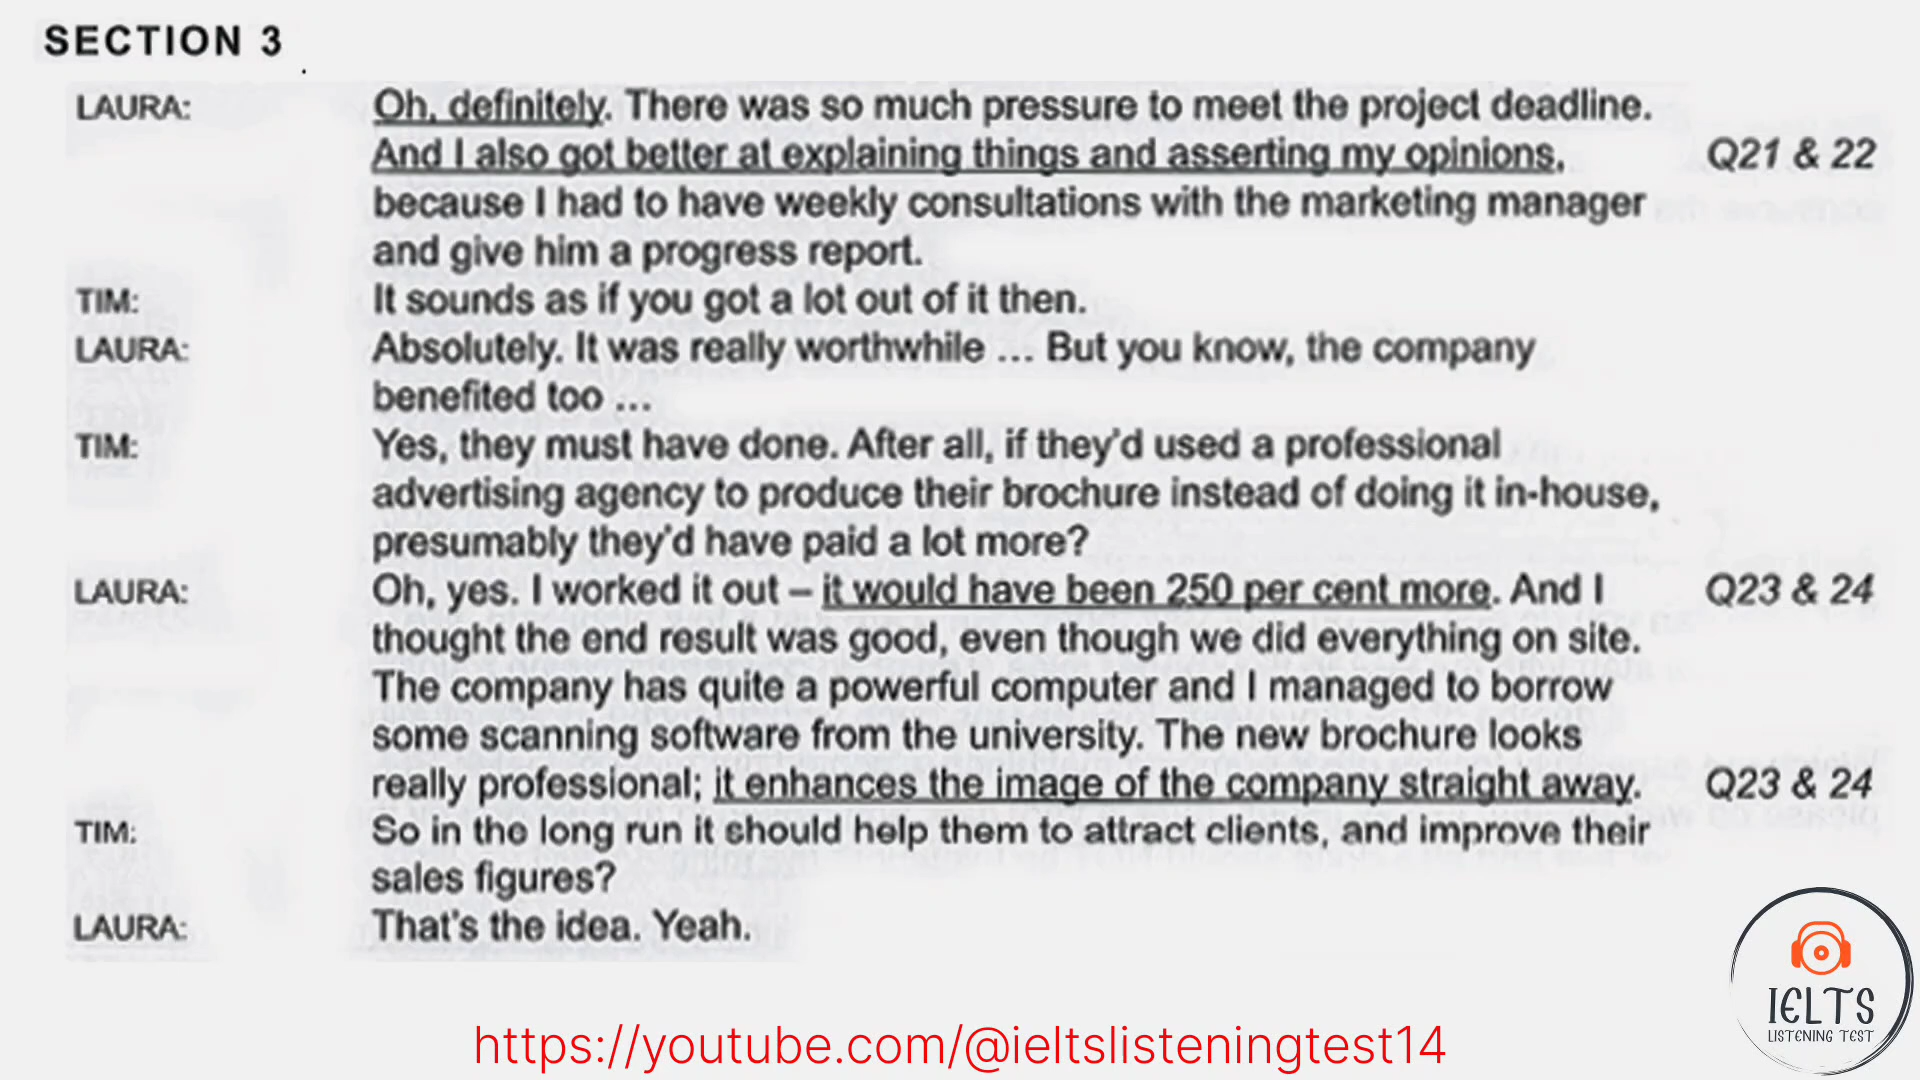 SECTION 3
LAURA: Oh, definitely. There was so much pressure to meet the project deadline.
And I also got better at explaining things and asserting my opinions, Q21 & 22
because I had to have weekly consultations with the marketing manager
and give him a progress report.
TIM: It sounds as if you got a lot out of it then.
LAURA: Absolutely. It was really worthwhile ... But you know, the company
benefited too ...
TIM: Yes, they must have done. After all, if they'd used a professional
advertising agency to produce their brochure instead of doing it in-house,
presumably they'd have paid a lot more?
LAURA: Oh, yes. I worked it out – it would have been 250 per cent more. And I Q23 & 24
thought the end result was good, even though we did everything on site.
The company has quite a powerful computer and I managed to borrow
some scanning software from the university. The new brochure looks
really professional; it enhances the image of the company straight away. Q23 & 24
TIM: So in the long run it should help them to attract clients, and improve their
sales figures?
LAURA: That's the idea. Yeah.
IELTS
LISTENING TEST
https://youtube.com/@ieltslisteningtest14